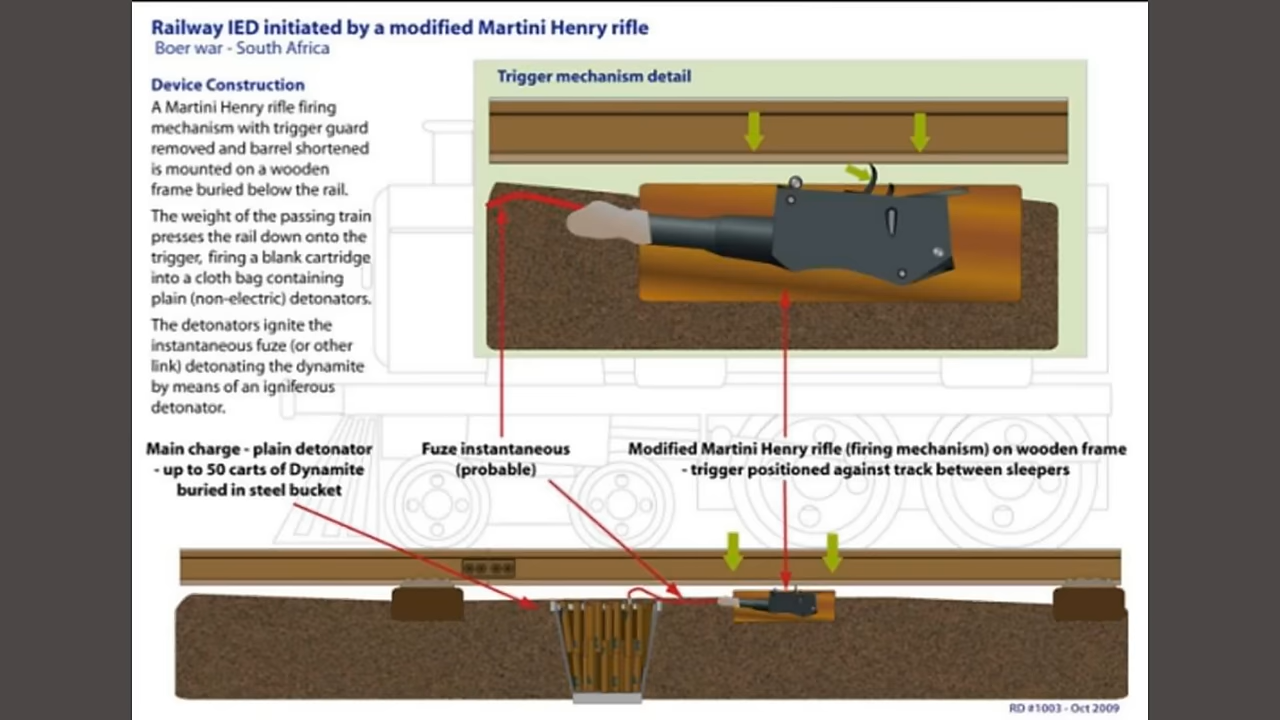 Railway IED initiated by a modified Martini Henry rifle
Boer war - South Africa
Device Construction
A Martini Henry rifle firing
mechanism with trigger guard
removed and barrel shortened
is mounted on a wooden
frame buried below the rail.
The weight of the passing train
presses the rail down onto the
trigger, firing a blank cartridge
into a cloth bag containing
plain (non-electric) detonators.
The detonators ignite the
instantaneous fuze (or other
link) detonating the dynamite
by means of an igniferous
detonator.
Trigger mechanism detail
Main charge - plain detonator
- up to 50 carts of Dynamite
buried in steel bucket
Fuze instantaneous
(probable)
Modified Martini Henry rifle (firing mechanism) on wooden frame
- trigger positioned against track between sleepers
RD #1003 - Oct 2009